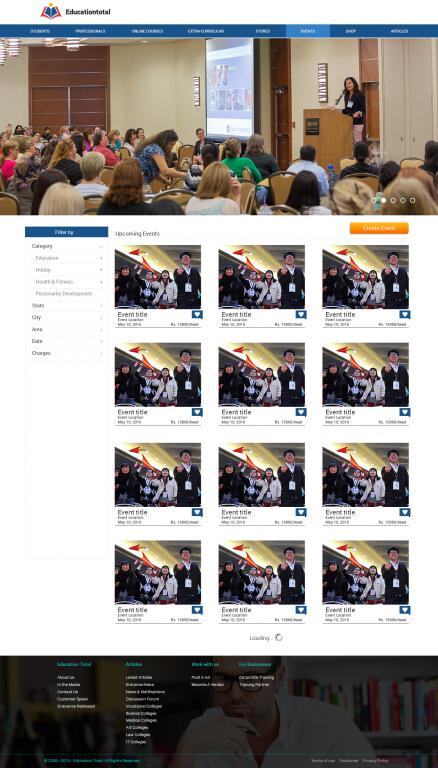 Educationtotal
STUDENTS PROFESSIONALS ONLINE COURSES EXTRA-CURRICULAR STORES EVENTS SHOP ARTICLES
Filter by
Category
Education +
Hobby +
Health & Fitness +
Personality Development
State
City
Area
Date
Charges
Upcoming Events
Create Event
Event title Event title Event title
Event Location Event Location Event Location
May 10, 2016 Rs. 15000/head May 10, 2016 Rs. 15000/head May 10, 2016 Rs. 15000/head
Event title Event title Event title
Event Location Event Location Event Location
May 10, 2016 Rs. 15000/head May 10, 2016 Rs. 15000/head May 10, 2016 Rs. 15000/head
Event title Event title Event title
Event Location Event Location Event Location
May 10, 2016 Rs. 15000/head May 10, 2016 Rs. 15000/head May 10, 2016 Rs. 15000/head
Event title Event title Event title
Event Location Event Location Event Location
May 10, 2016 Rs. 15000/head May 10, 2016 Rs. 15000/head May 10, 2016 Rs. 15000/head
Loading...
Education Total
About Us
In the Media
Contact Us
Customer Speak
Grievance Redressal
Articles
Latest Articles
Entrance News
News & Notifications
Discussion Forum
Vocational Colleges
Science Colleges
Medical Colleges
Art Colleges
Law Colleges
IT Colleges
Work with us
Post A Ad
Become A Vendor
For Businesses
Corporate Training
Training Partner
© 2000 - 2016 - Education Total. All Rights Reserved
Terms of use Disclaimer Privacy Policy